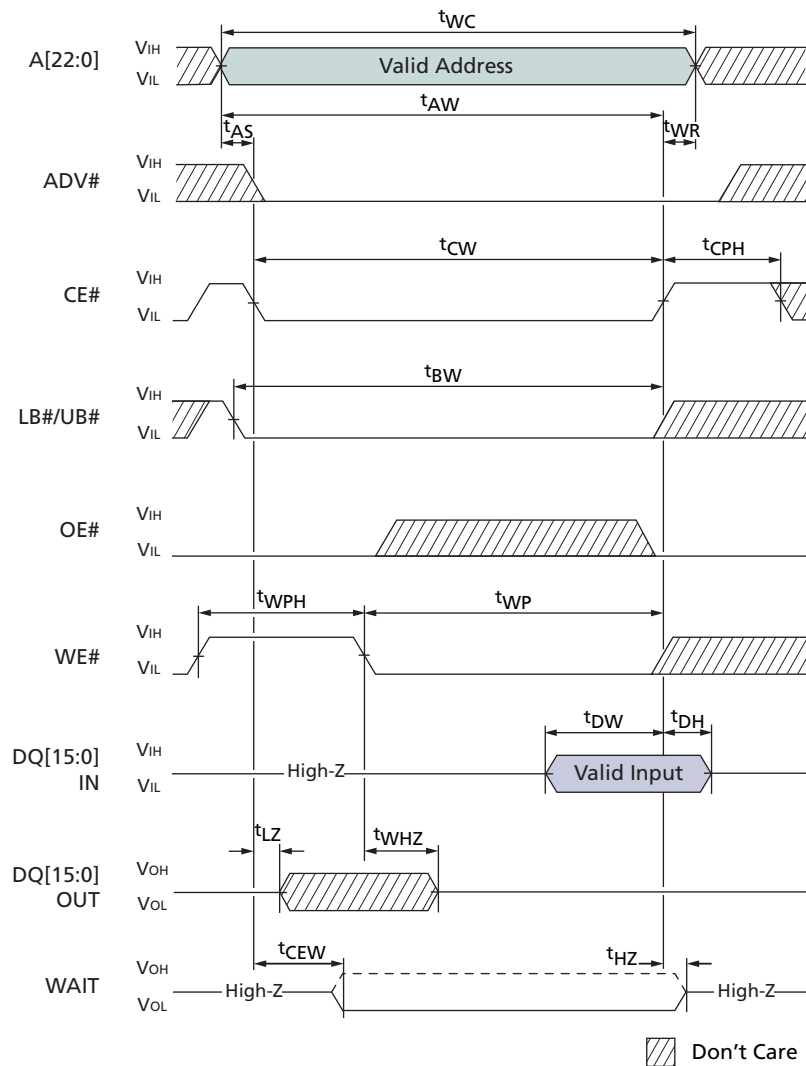 tWC
A[22:0] VIH VIL Valid Address
tAW
tAS tWR
ADV# VIH VIL
tCW tCPH
CE# VIH VIL
tBW
LB#/UB# VIH VIL
OE# VIH VIL
tWPH tWP
WE# VIH VIL
tDW tDH
DQ[15:0] IN VIH VIL High-Z Valid Input
tLZ tWHZ
DQ[15:0] OUT VOH VOL
tCEW tHZ
WAIT VOH VOL High-Z High-Z
Don't Care